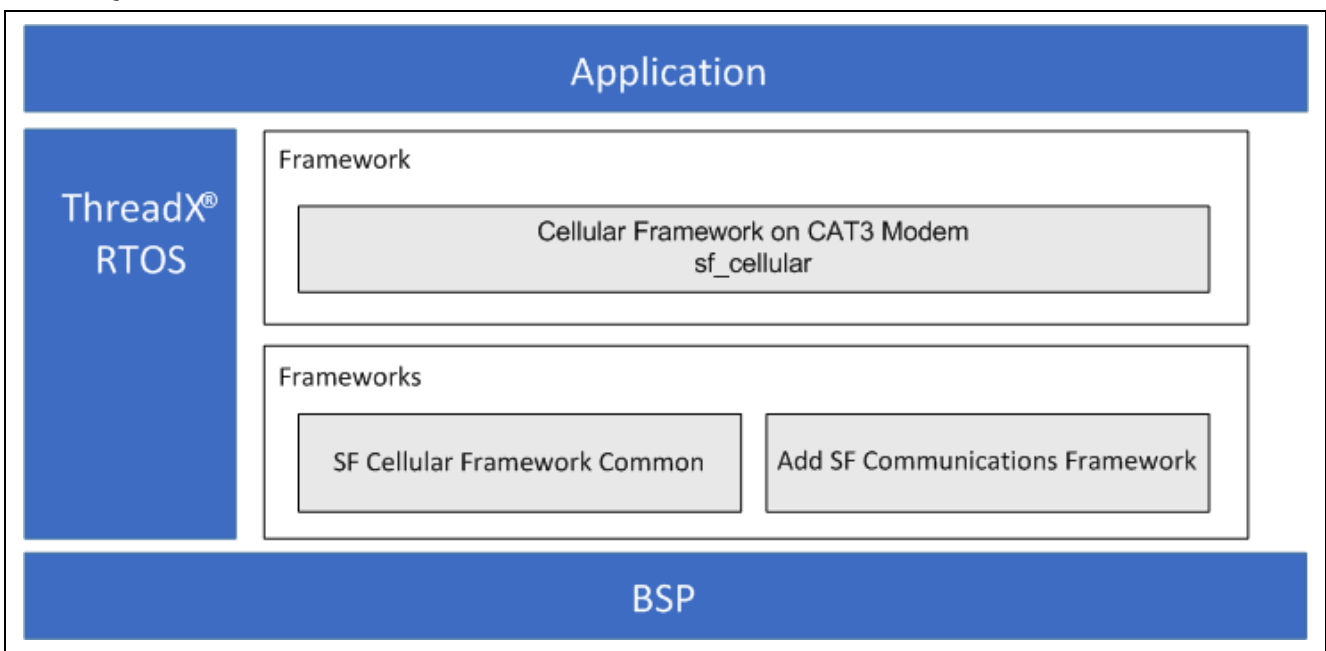 Application
ThreadX®
RTOS
Framework
Cellular Framework on CAT3 Modem
sf_cellular
Frameworks
SF Cellular Framework Common
Add SF Communications Framework
BSP